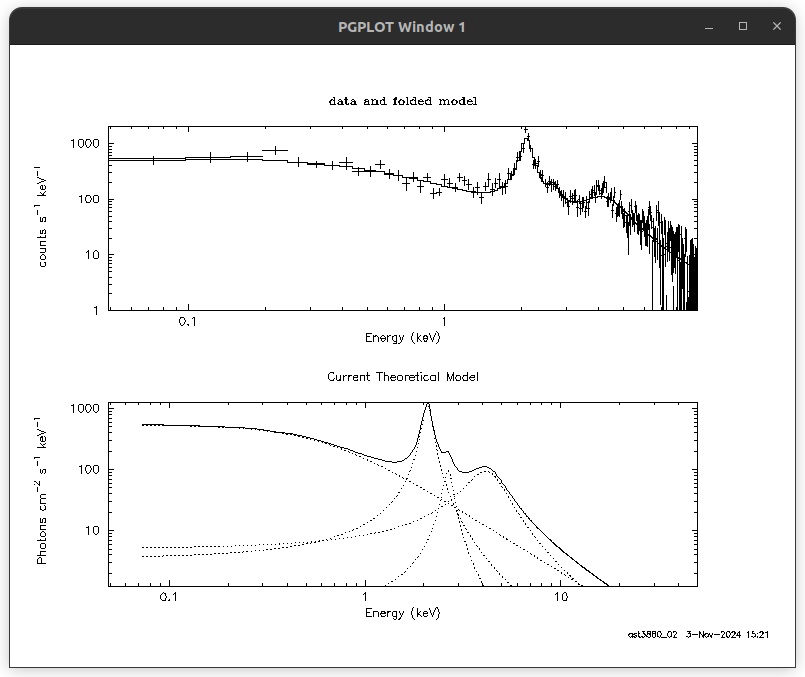 PGPLOT Window 1
data and folded model
counts s⁻¹ keV⁻¹
1000
100
10
1
0.1
1
Energy (keV)
Current Theoretical Model
Photons cm⁻² s⁻¹ keV⁻¹
1000
100
10
0.1
1
10
Energy (keV)
ast3880_02 3-Nov-2024 15:21